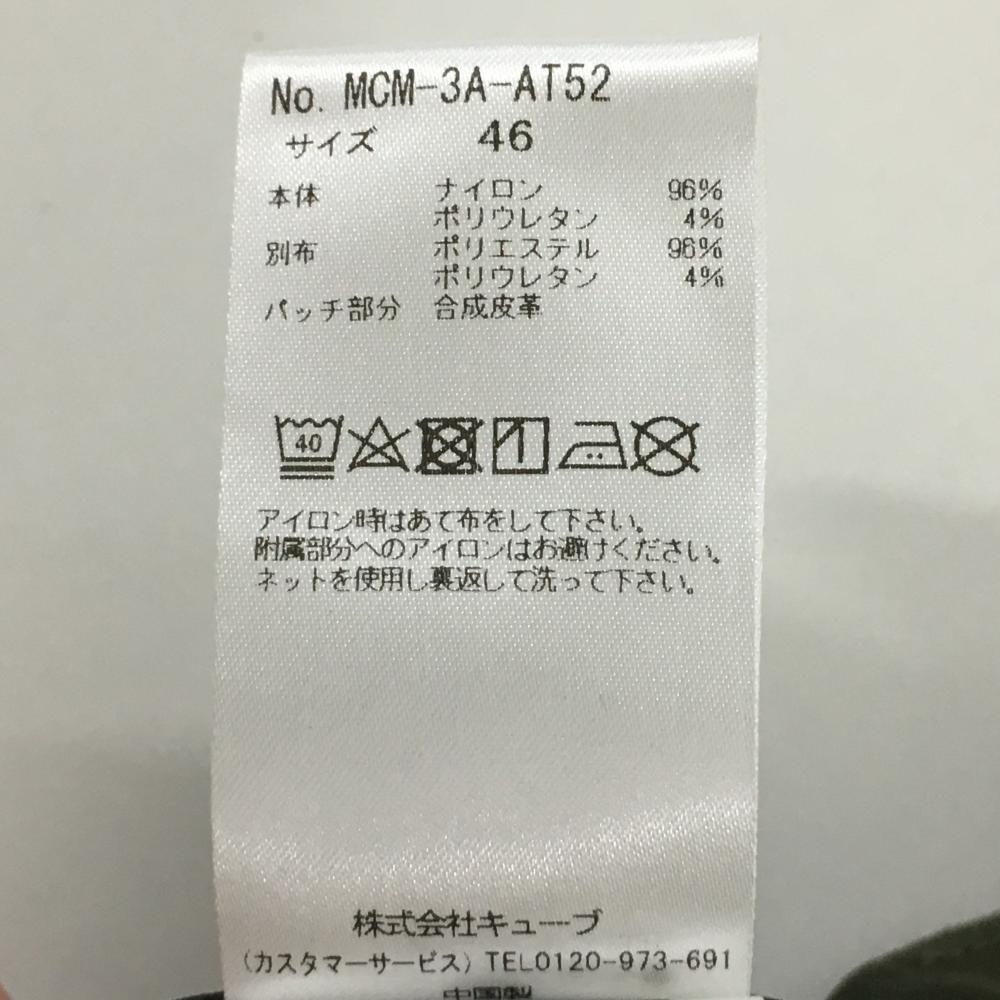 No. MCM-3A-AT52
サイズ 46
本体 ナイロン 96%
ポリウレタン 4%
別布 ポリエステル 96%
ポリウレタン 4%
パッチ部分 合成皮革
40
アイロン時はあて布をして下さい。
附属部分へのアイロンはお避けください。
ネットを使用し裏返して洗って下さい。
株式会社キューブ
(カスタマーサービス) TEL0120-973-691
中国製